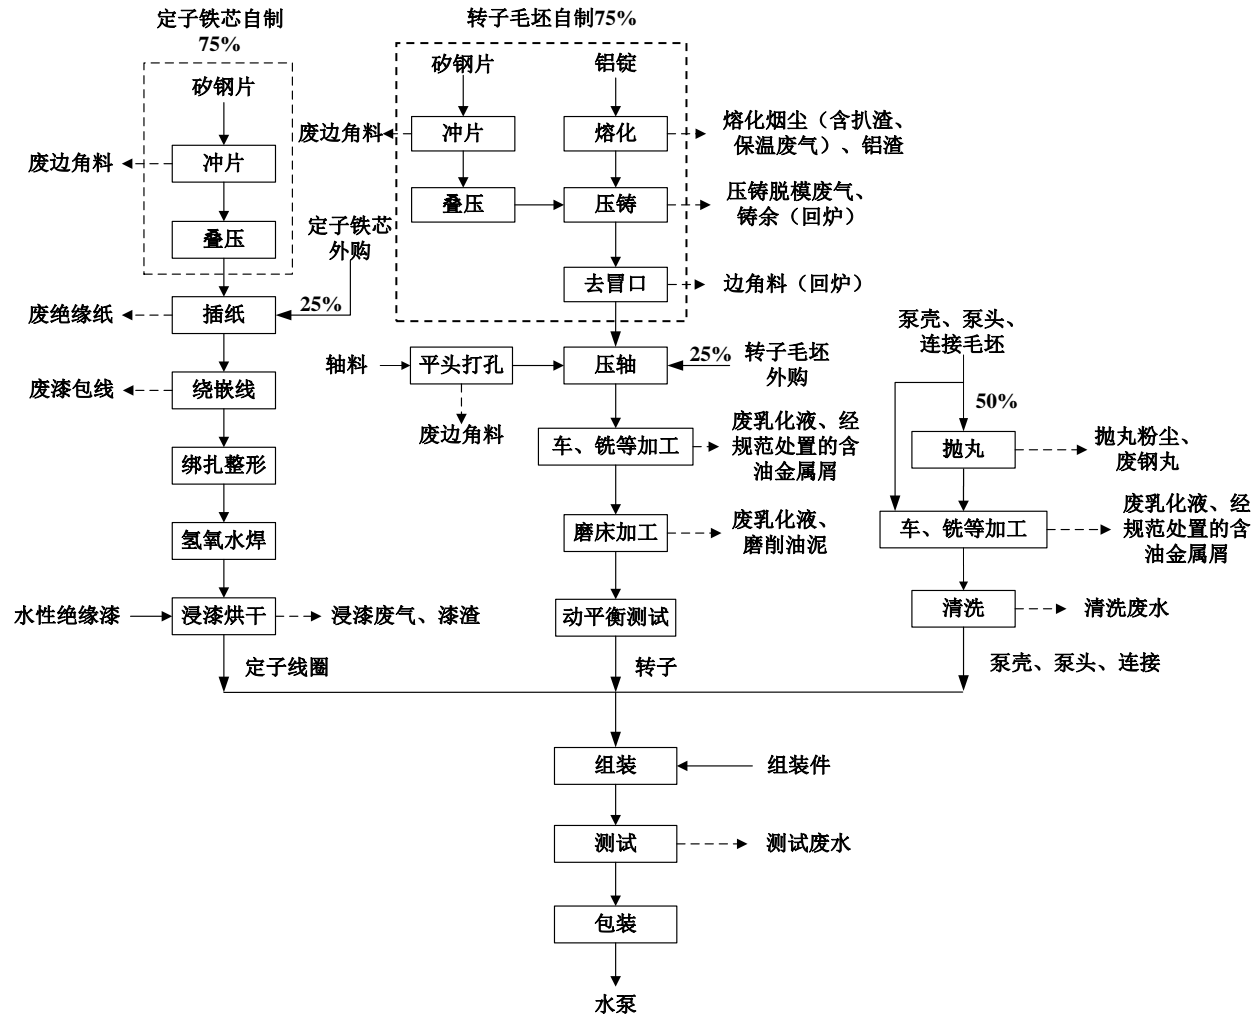 定子铁芯自制
75%
矽钢片
废边角料
冲片
叠压
定子铁芯
外购
25%
废绝缘纸
插纸
废漆包线
绕嵌线
绑扎整形
氢氧水焊
水性绝缘漆
浸漆烘干
浸漆废气、漆渣
定子线圈
转子毛坯自制75%
矽钢片
铝锭
废边角料
冲片
熔化
熔化烟尘（含扒渣、
保温废气）、铝渣
叠压
压铸
压铸脱模废气、
铸余（回炉）
去冒口
边角料（回炉）
轴料
平头打孔
压轴
25%
转子毛坯
外购
废边角料
车、铣等加工
废乳化液、经
规范处置的含
油金属屑
磨床加工
废乳化液、
磨削油泥
动平衡测试
转子
泵壳、泵头、
连接毛坯
50%
抛丸
抛丸粉尘、
废钢丸
车、铣等加工
废乳化液、经
规范处置的含
油金属屑
清洗
清洗废水
泵壳、泵头、连接
组装
组装件
测试
测试废水
包装
水泵